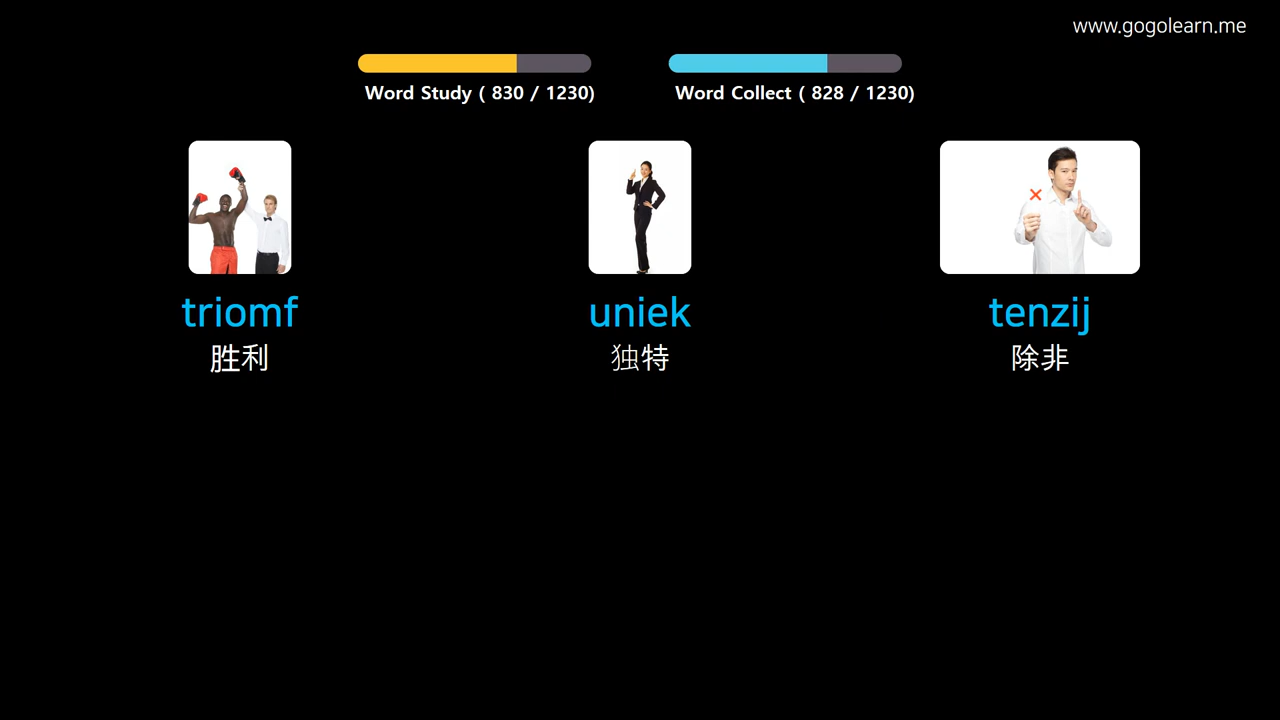 www.gogolearn.me
Word Study ( 830 / 1230)
Word Collect ( 828 / 1230)
triomf
胜利
uniek
独特
tenzij
除非